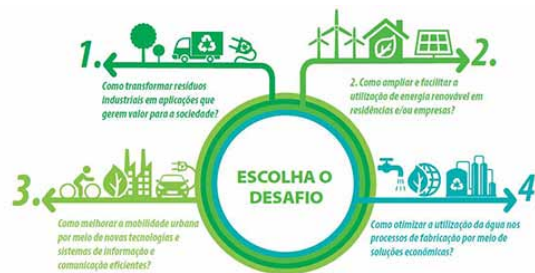 1.
Como transformar resíduos
industriais em aplicações que
gerem valor para a sociedade?
2.
2. Como ampliar e facilitar a
utilização de energia renovável em
residências e/ou empresas?
ESCOLHA O
DESAFIO
3.
Como melhorar a mobilidade urbana
por meio de novas tecnologias e
sistemas de informação e
comunicação eficientes?
4
Como otimizar a utilização da água nos
processos de fabricação por meio de
soluções econômicas?